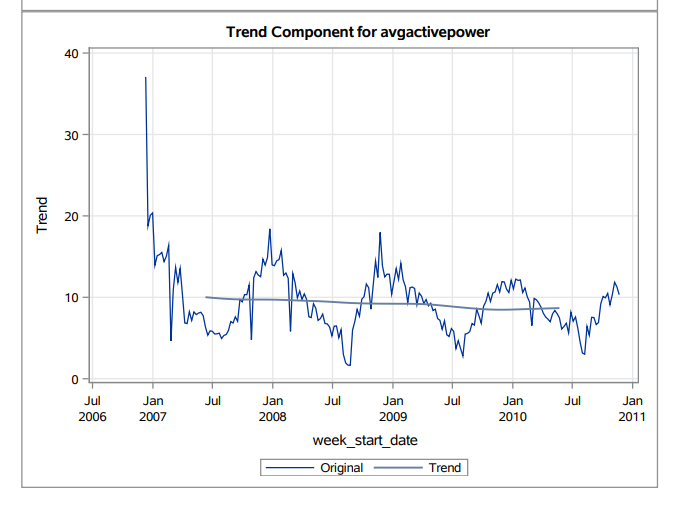 Trend Component for avgactivepower
40
30
20
10
0
Trend
Jul Jan Jul Jan Jul Jan Jul Jan Jul Jan
2006 2007 2008 2009 2010 2011
week_start_date
Original Trend